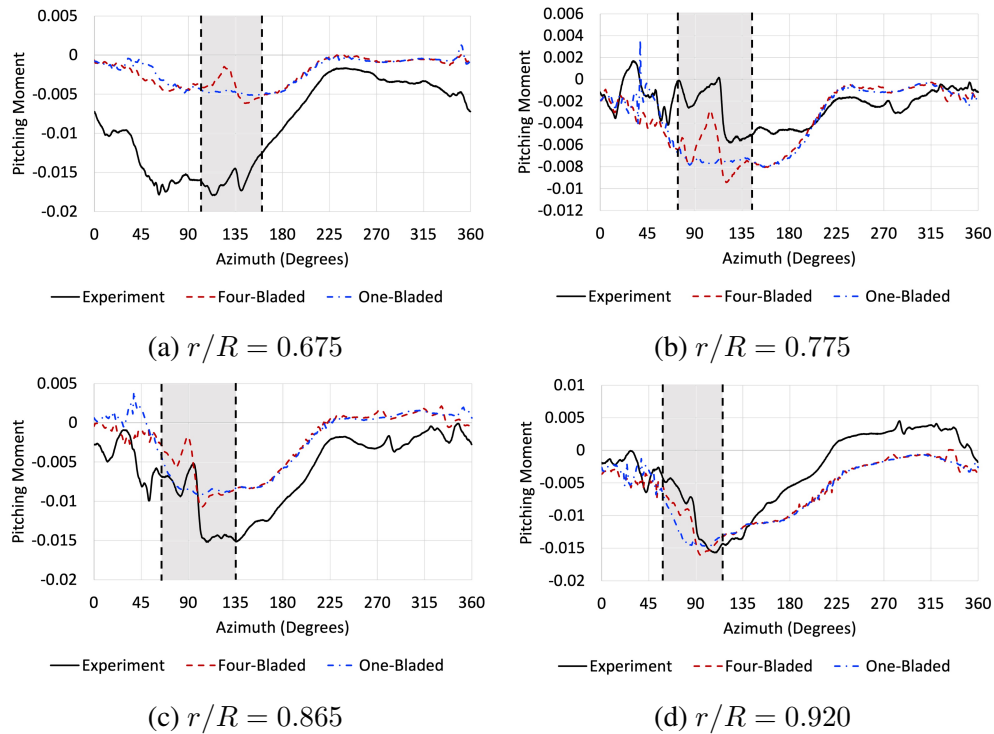 0.005
0
-0.005
-0.01
-0.015
-0.02
Pitching Moment
0 45 90 135 180 225 270 315 360
Azimuth (Degrees)
Experiment Four-Bladed One-Bladed
(a) r/R = 0.675
0.006
0.004
0.002
0
-0.002
-0.004
-0.006
-0.008
-0.01
-0.012
Pitching Moment
0 45 90 135 180 225 270 315 360
Azimuth (Degrees)
Experiment Four-Bladed One-Bladed
(b) r/R = 0.775
0.005
0
-0.005
-0.01
-0.015
-0.02
Pitching Moment
0 45 90 135 180 225 270 315 360
Azimuth (Degrees)
Experiment Four-Bladed One-Bladed
(c) r/R = 0.865
0.01
0.005
0
-0.005
-0.01
-0.015
-0.02
Pitching Moment
0 45 90 135 180 225 270 315 360
Azimuth (Degrees)
Experiment Four-Bladed One-Bladed
(d) r/R = 0.920